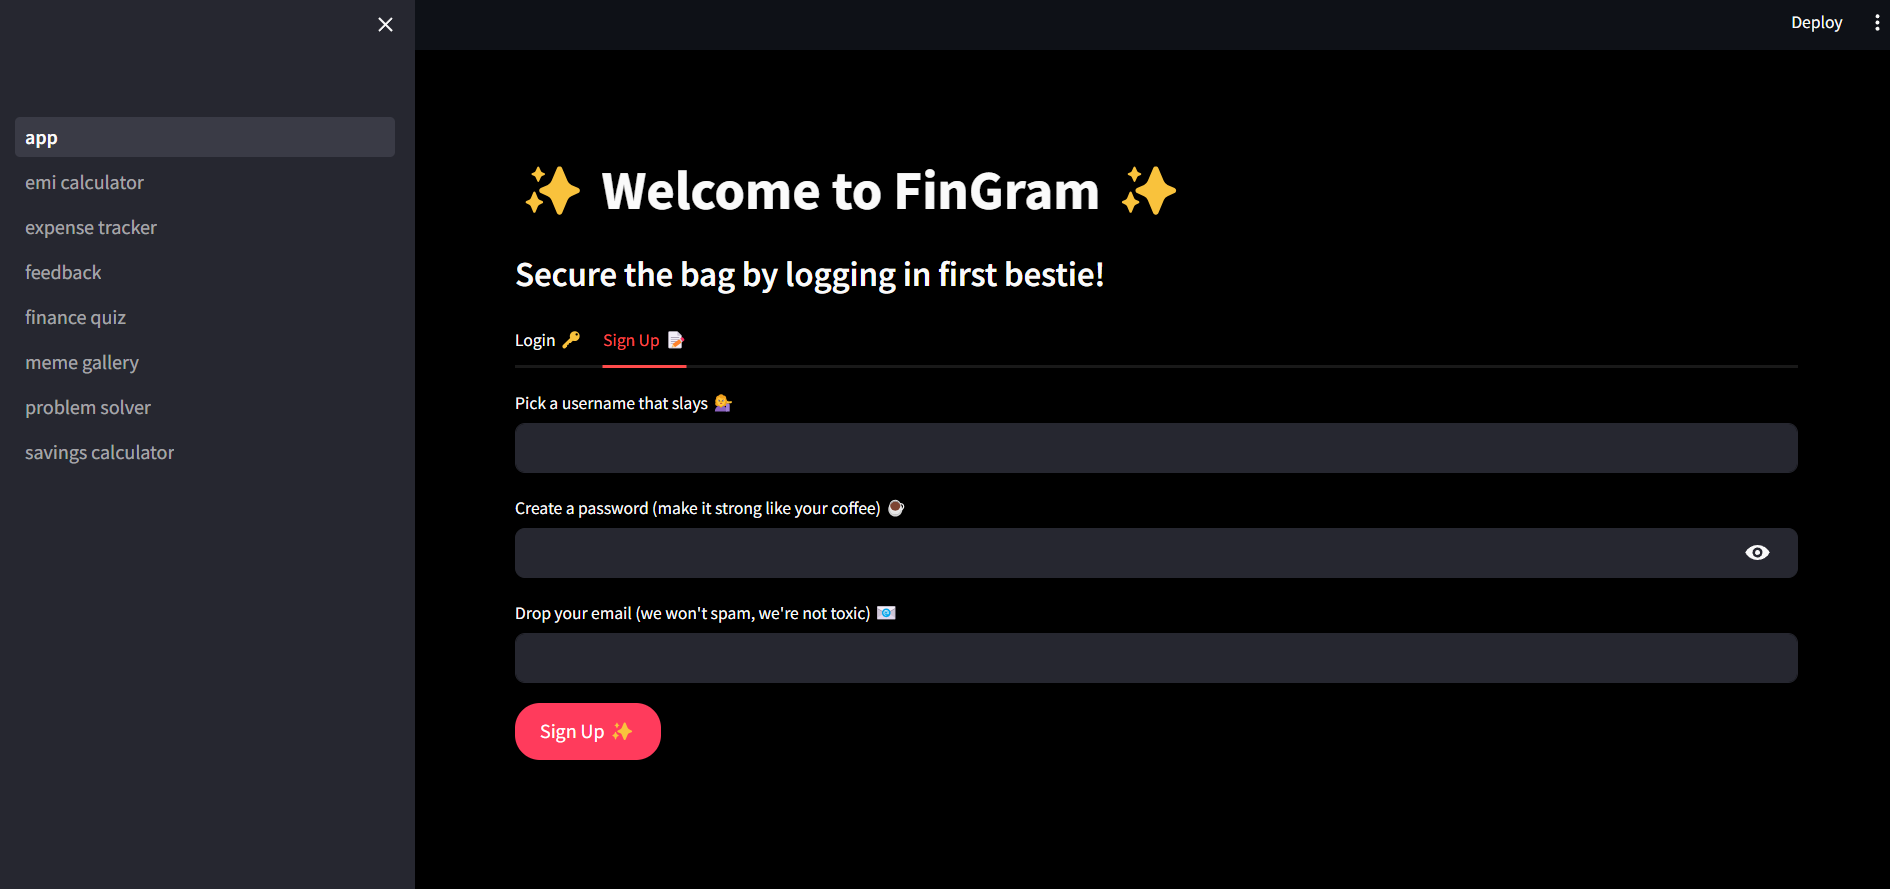 Deploy
app
emi calculator
expense tracker
feedback
finance quiz
meme gallery
problem solver
savings calculator
✨ Welcome to FinGram ✨
Secure the bag by logging in first bestie!
Login 🔑 Sign Up 📝
Pick a username that slays 💁
Create a password (make it strong like your coffee) ☕
Drop your email (we won't spam, we're not toxic) 📧
Sign Up ✨